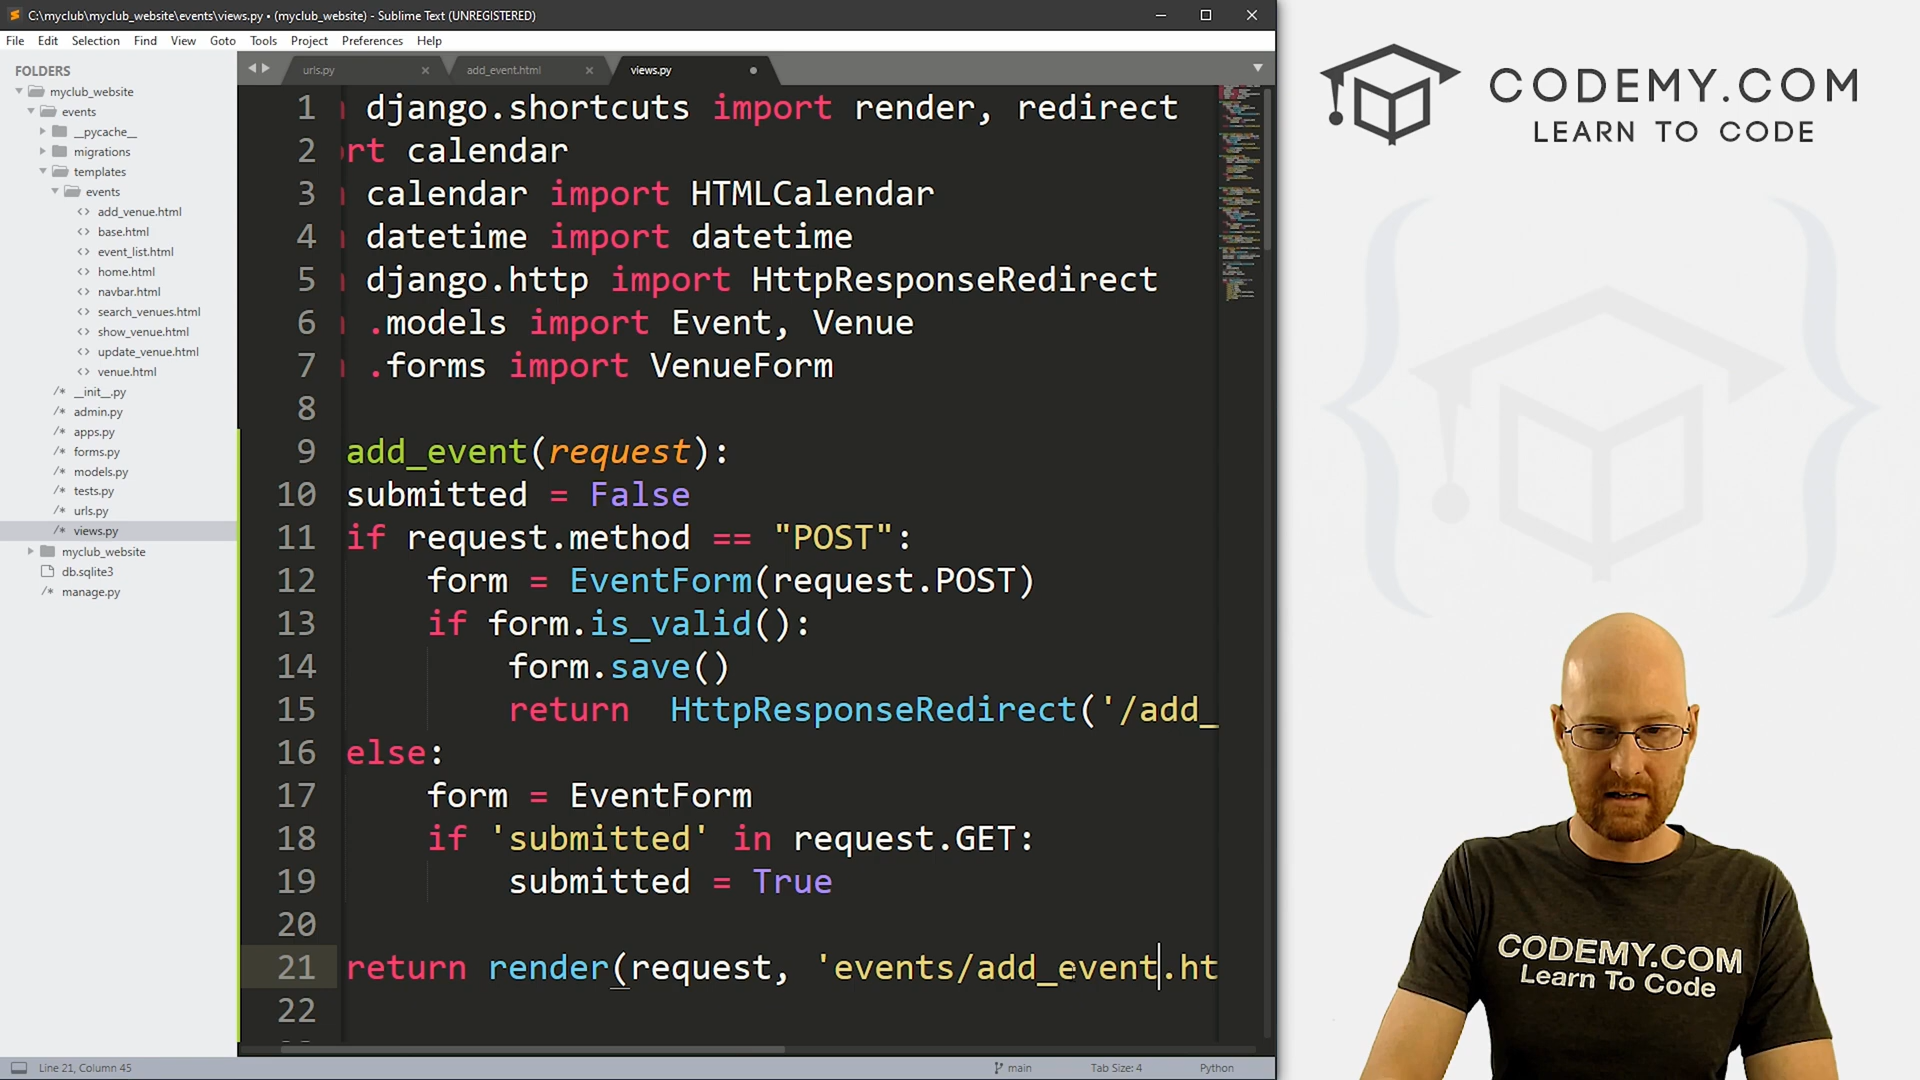 C:\myclub\myclub_website\events\views.py • (myclub_website) - Sublime Text (UNREGISTERED)
File Edit Selection Find View Goto Tools Project Preferences Help
FOLDERS
myclub_website
events
__pycache__
migrations
templates
events
add_venue.html
base.html
event_list.html
home.html
navbar.html
search_venues.html
show_venue.html
update_venue.html
venue.html
__init__.py
admin.py
apps.py
forms.py
models.py
tests.py
urls.py
views.py
myclub_website
db.sqlite3
manage.py
urls.py add_event.html views.py
1 django.shortcuts import render, redirect
2 rt calendar
3 calendar import HTMLCalendar
4 datetime import datetime
5 django.http import HttpResponseRedirect
6 .models import Event, Venue
7 .forms import VenueForm
8
9 add_event(request):
10 submitted = False
11 if request.method == "POST":
12 form = EventForm(request.POST)
13 if form.is_valid():
14 form.save()
15 return HttpResponseRedirect('/add_
16 else:
17 form = EventForm
18 if 'submitted' in request.GET:
19 submitted = True
20
21 return render(request, 'events/add_event.ht
22
Line 21, Column 45
main
Tab Size: 4
Python
CODEMY.COM
LEARN TO CODE
CODEMY.COM
Learn To Code